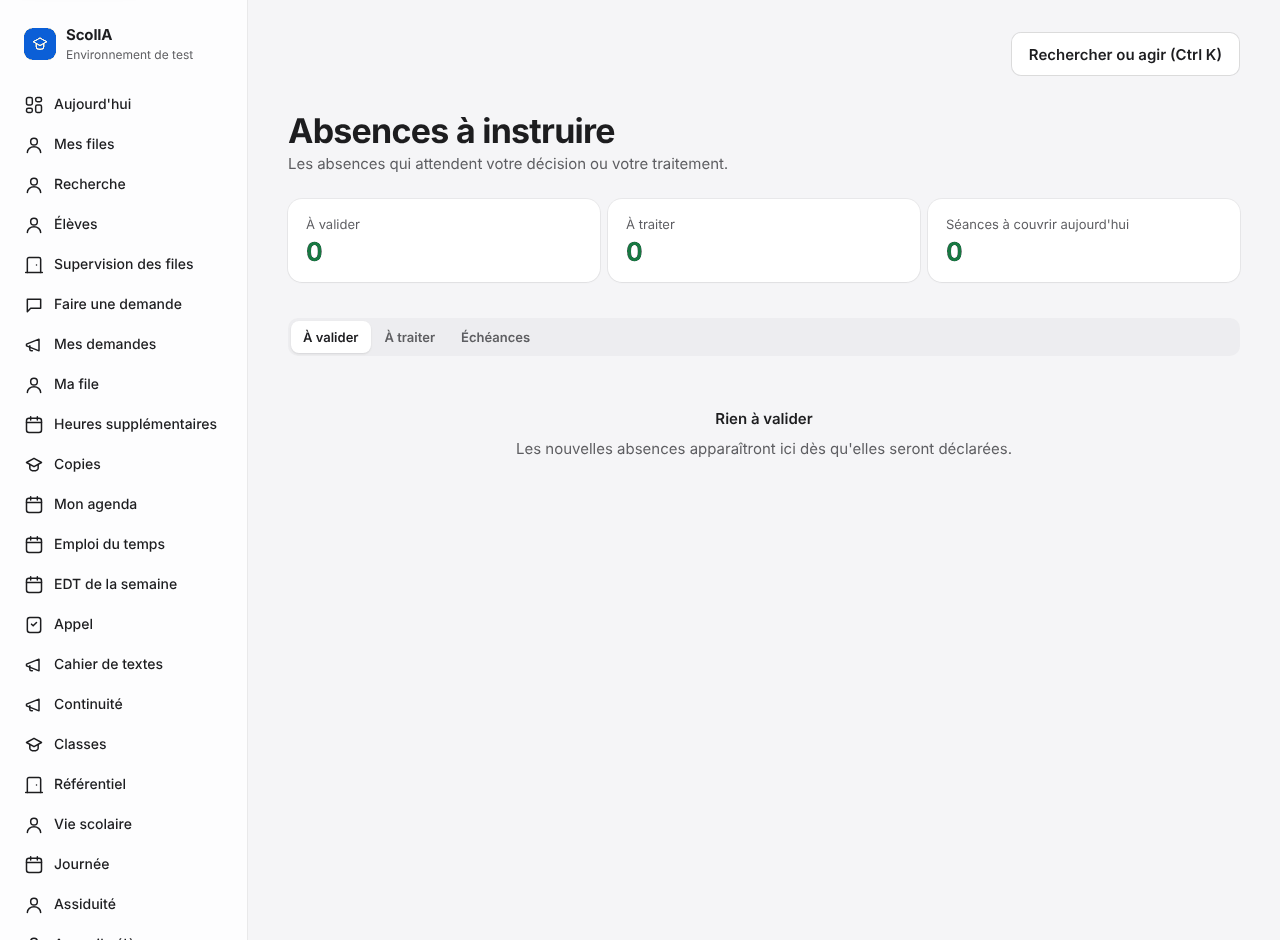 ScolIA
Environnement de test
Aujourd'hui
Mes files
Recherche
Élèves
Supervision des files
Faire une demande
Mes demandes
Ma file
Heures supplémentaires
Copies
Mon agenda
Emploi du temps
EDT de la semaine
Appel
Cahier de textes
Continuité
Classes
Référentiel
Vie scolaire
Journée
Assiduité
Rechercher ou agir (Ctrl K)
Absences à instruire
Les absences qui attendent votre décision ou votre traitement.
À valider
0
À traiter
0
Séances à couvrir aujourd'hui
0
À valider À traiter Échéances
Rien à valider
Les nouvelles absences apparaîtront ici dès qu'elles seront déclarées.